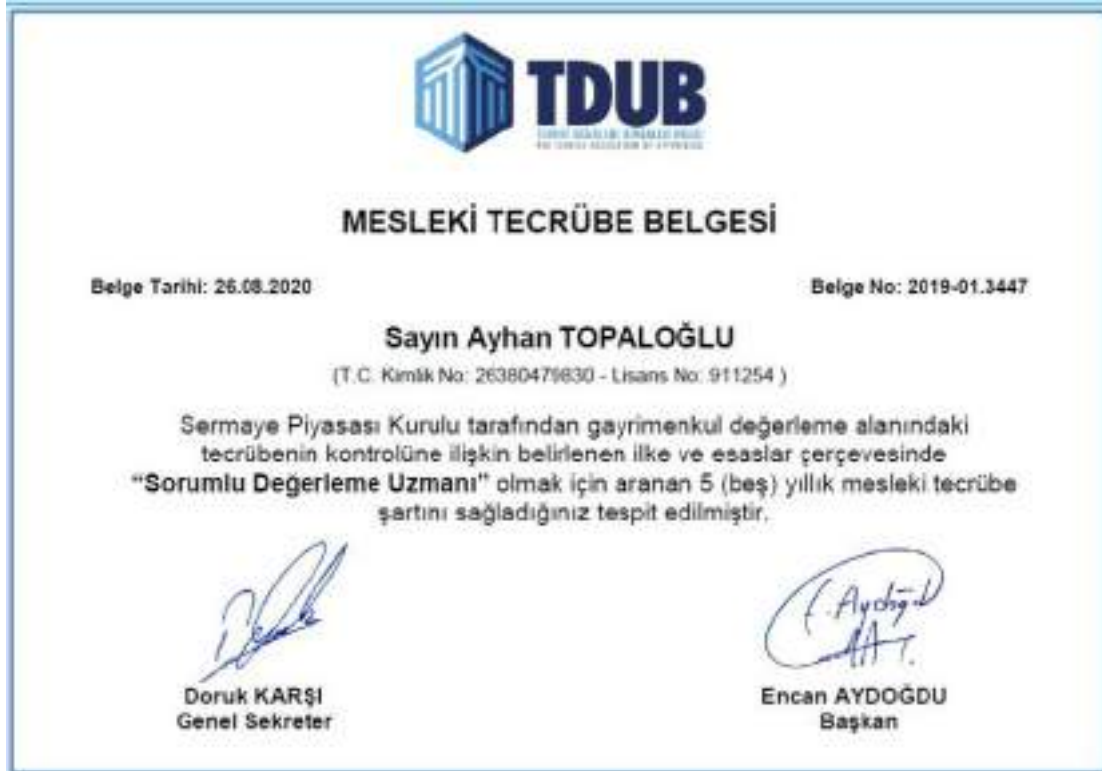 TDUB
MESLEKİ TECRÜBE BELGESİ
Belge Tarihi: 26.08.2020
Belge No: 2019-01.3447
Sayın Ayhan TOPALOĞLU
(T.C. Kimlik No: 26380479830 - Lisans No: 911254 )
Sermaye Piyasası Kurulu tarafından gayrimenkul değerleme alanındaki
tecrübenin kontrolüne ilişkin belirlenen ilke ve esaslar çerçevesinde
“Sorumlu Değerleme Uzmanı” olmak için aranan 5 (beş) yıllık mesleki tecrübe
şartını sağladığınız tespit edilmiştir.
Doruk KARŞI
Genel Sekreter
Encan AYDOĞDU
Başkan